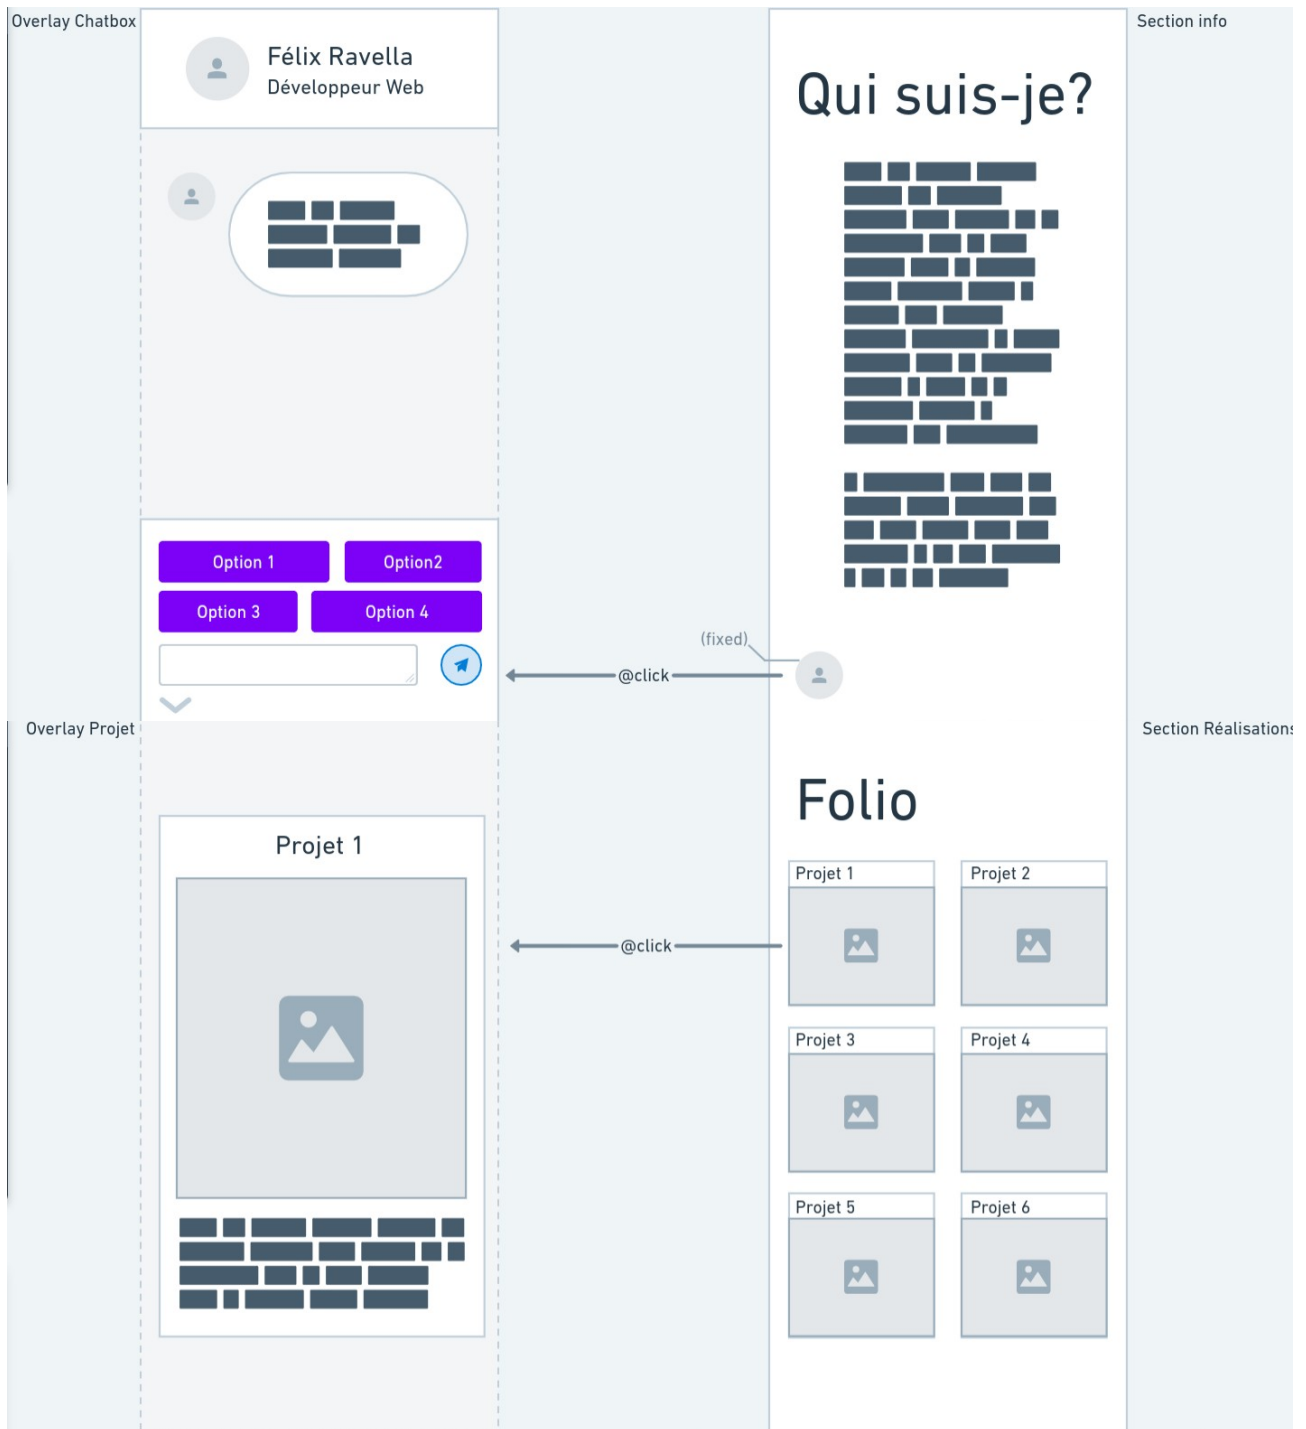 Overlay Chatbox
Félix Ravella
Développeur Web
Option 1
Option2
Option 3
Option 4
Section info
Qui suis-je?
(fixed)
@click
Overlay Projet
Projet 1
Section Réalisations
Folio
@click
Projet 1
Projet 2
Projet 3
Projet 4
Projet 5
Projet 6